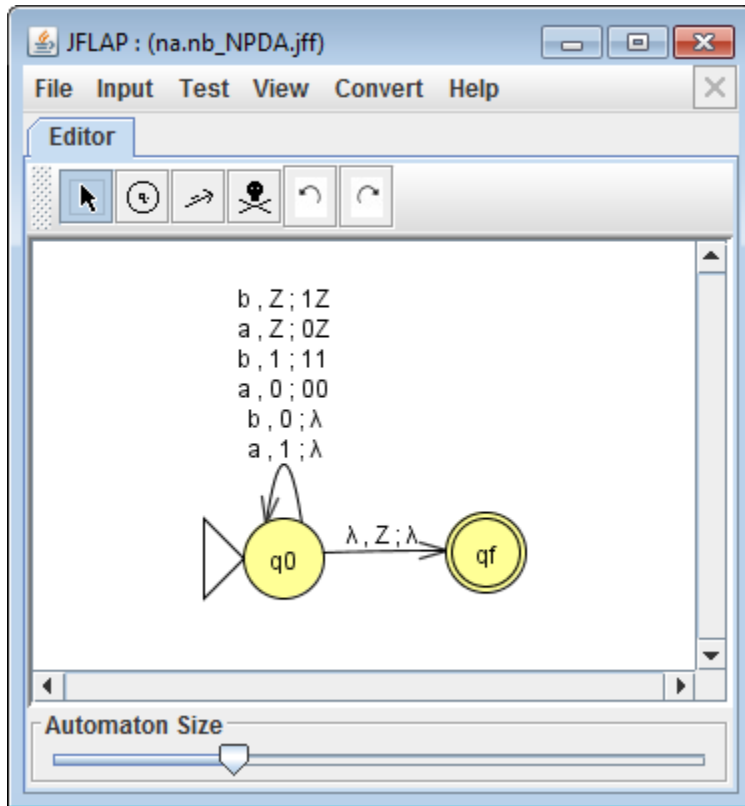 JFLAP : (na.nb_NPDA.jff)
File Input Test View Convert Help
Editor
q
b , Z ; 1Z
a , Z ; 0Z
b , 1 ; 11
a , 0 ; 00
b , 0 ; λ
a , 1 ; λ
q0
λ , Z ; λ
qf
Automaton Size